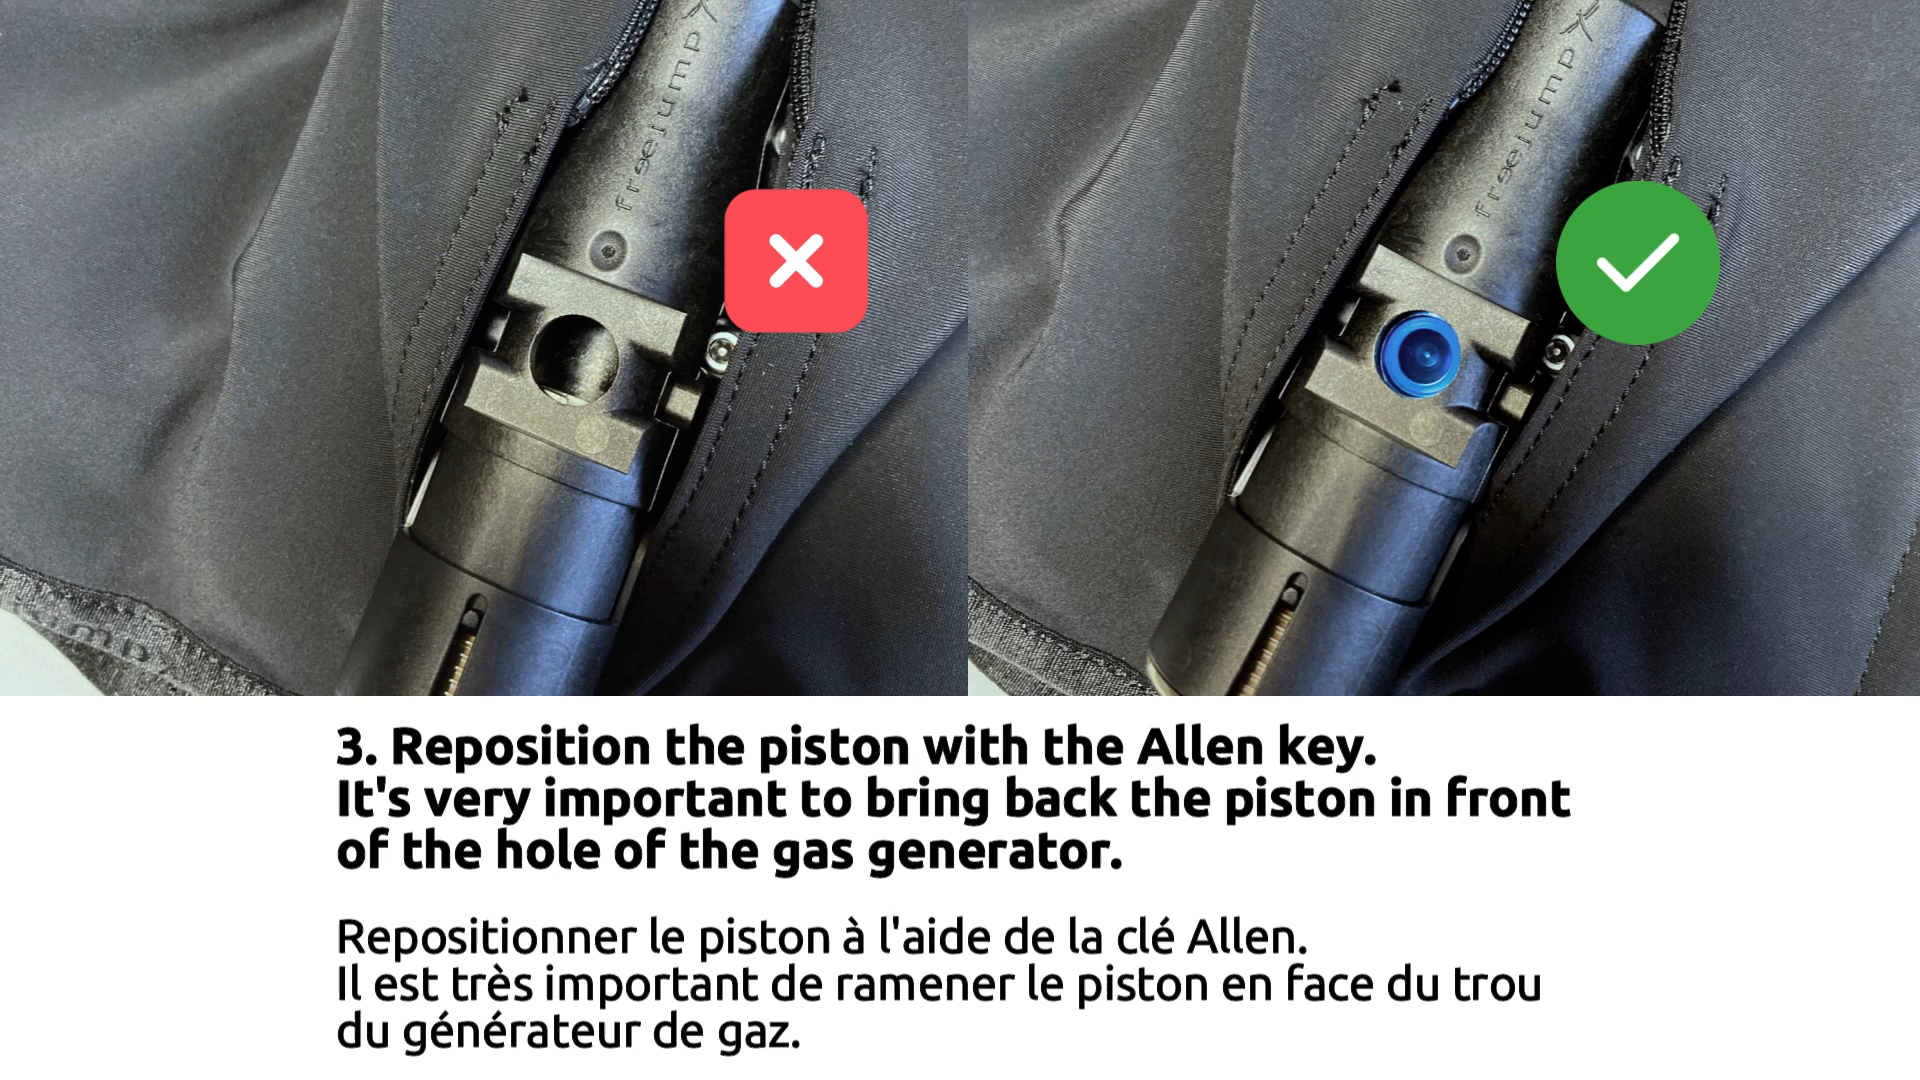 freejump
freejump
3. Reposition the piston with the Allen key.
It's very important to bring back the piston in front
of the hole of the gas generator.
Repositionner le piston à l'aide de la clé Allen.
Il est très important de ramener le piston en face du trou
du générateur de gaz.